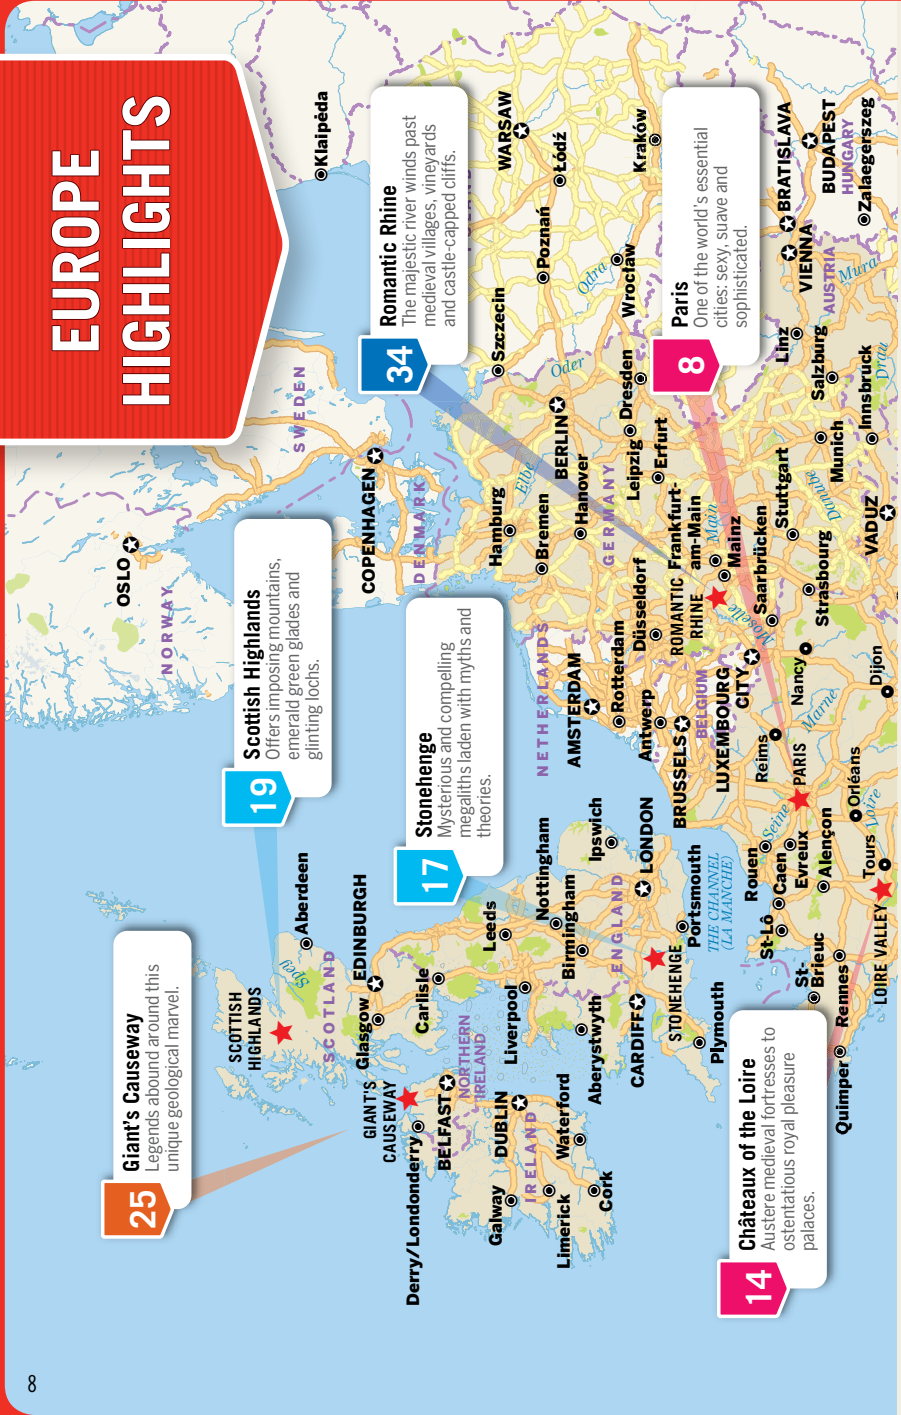 EUROPE
HIGHLIGHTS
25
Giant's Causeway
Legends abound around this
unique geological marvel.
19
Scottish Highlands
Offers imposing mountains,
emerald green glades and
glinting lochs.
34
Romantic Rhine
The majestic river winds past
medieval villages, vineyards
and castle-capped cliffs.
17
Stonehenge
Mysterious and compelling
megaliths laden with myths and
theories.
8
Paris
One of the world's essential
cities: sexy, suave and
sophisticated.
14
Châteaux of the Loire
Austere medieval fortresses to
ostentatious royal pleasure
palaces.
NORWAY
OSLO
SWEDEN
Klaipėda
COPENHAGEN
DENMARK
SCOTTISH
HIGHLANDS
Spey
Aberdeen
SCOTLAND
Glasgow
EDINBURGH
GIANT'S
CAUSEWAY
Derry/Londonderry
BELFAST
NORTHERN
IRELAND
Carlisle
DUBLIN
Galway
IRELAND
Limerick
Waterford
Cork
Leeds
Liverpool
Nottingham
Birmingham
Aberystwyth
ENGLAND
Ipswich
CARDIFF
LONDON
STONEHENGE
Portsmouth
Plymouth
THE CHANNEL
(LA MANCHE)
NETHERLANDS
AMSTERDAM
Rotterdam
Antwerp
BRUSSELS
BELGIUM
LUXEMBOURG
CITY
Hamburg
Bremen
Elbe
Hanover
BERLIN
GERMANY
Düsseldorf
Leipzig
Dresden
Erfurt
ROMANTIC
RHINE
Frankfurt-
am-Main
Main
Mainz
Moselle
Saarbrücken
Stuttgart
Strasbourg
Danube
Munich
VADUZ
Szczecin
Oder
Odra
Poznań
WARSAW
Łódź
Wrocław
Kraków
BRATISLAVA
VIENNA
BUDAPEST
HUNGARY
Zalaegerszeg
AUSTRIA
Mura
Linz
Salzburg
Innsbruck
Drau
Nancy
Dijon
Marne
Reims
PARIS
Seine
Orléans
Loire
Rouen
Caen
Evreux
Alençon
Tours
St-Lô
St-
Brieuc
Rennes
LOIRE VALLEY
Quimper
8